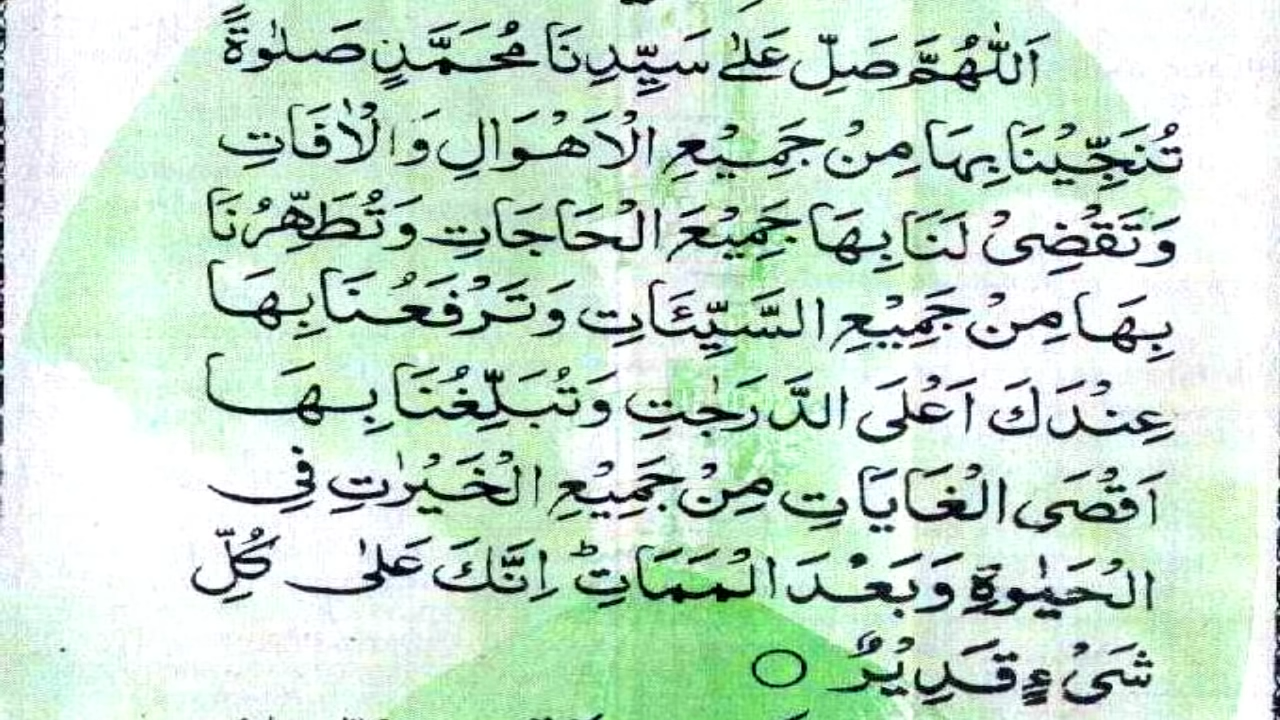 اَللّٰهُمَّ صَلِّ عَلٰى سَيِّدِنَا مُحَمَّدٍ صَلٰوةً
تُنَجِّيْنَا بِهَا مِنْ جَمِيْعِ الْاَهْوَالِ وَالْاٰفَاتِ
وَتَقْضِىْ لَنَا بِهَا جَمِيْعَ الْحَاجَاتِ وَتُطَهِّرُنَا
بِهَا مِنْ جَمِيْعِ السَّيِّئَاتِ وَتَرْفَعُنَا بِهَا
عِنْدَكَ اَعْلَى الدَّرَجٰتِ وَتُبَلِّغُنَا بِهَا
اَقْصَى الْغَايَاتِ مِنْ جَمِيْعِ الْخَيْرٰتِ فِى
الْحَيٰوةِ وَبَعْدَ الْمَمَاتِؕ اِنَّكَ عَلٰى كُلِّ
شَىْءٍ قَدِيْرٌ ○